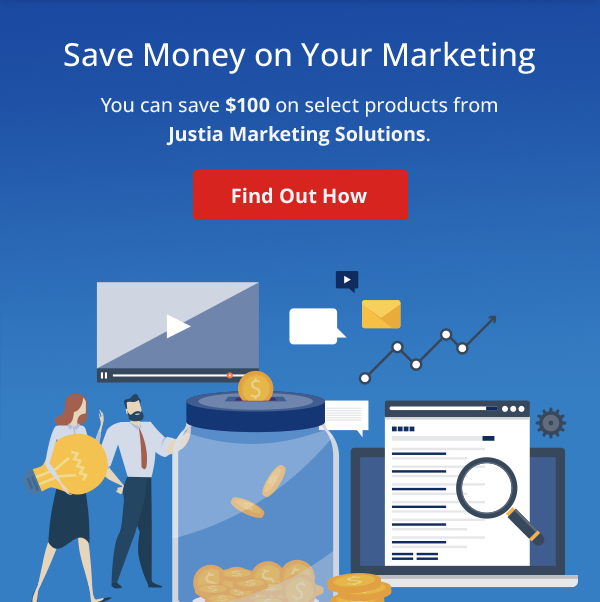 Save Money on Your Marketing
You can save $100 on select products from
Justia Marketing Solutions.
Find Out How
$